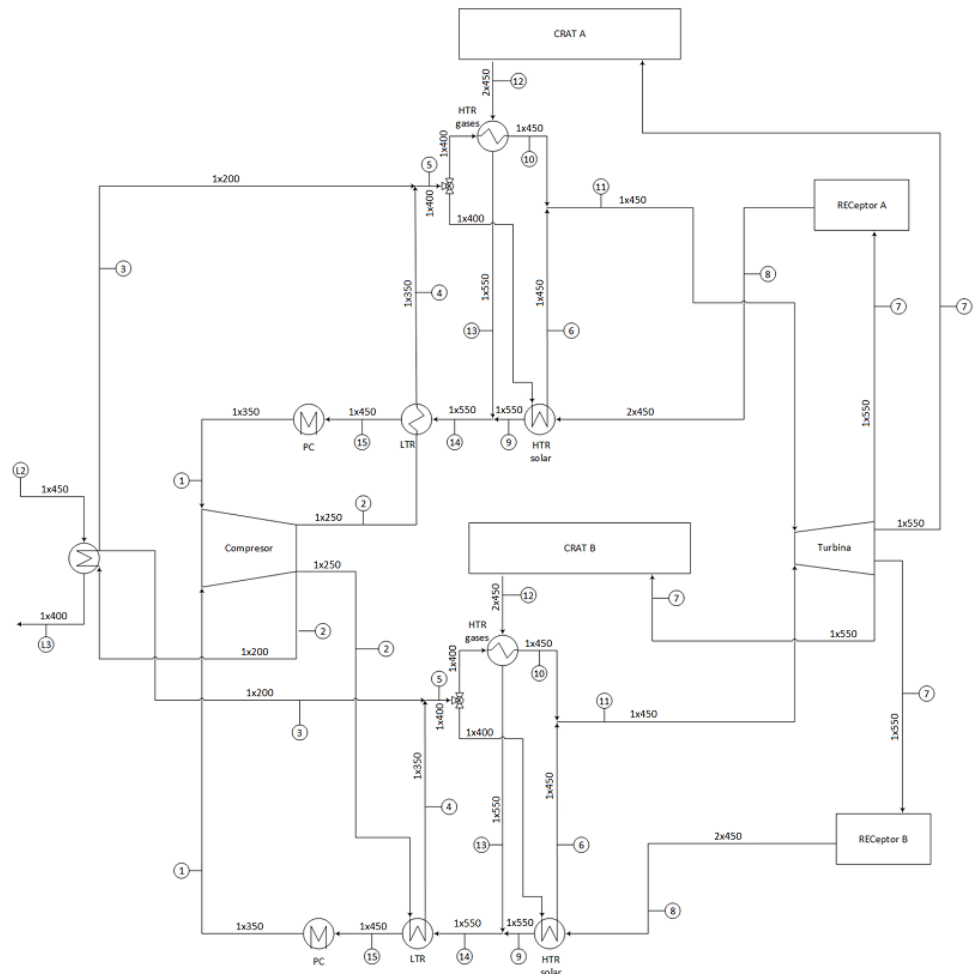 CRAT A
2x450
12
HTR
gases
1x450
10
1x400
5
1x200
1x400
1x400
11
1x450
RECeptor A
3
4
1x350
1x550
1x450
8
7
7
13
6
1x550
1x350
1x450
1x550
1x550
2x450
PC
15
LTR
14
9
HTR
solar
1
L2
1x450
2
1x250
CRAT B
1x550
Compresor
Turbina
1x250
2x450
12
7
1x400
L3
2
2
HTR
gases
1x450
10
1x550
1x200
1x400
5
7
1x200
1x400
11
1x450
3
1x400
1x550
1x350
1x450
4
1x550
13
6
2x450
RECeptor B
1
8
1x350
1x450
1x550
1x550
PC
15
LTR
14
9
HTR
solar